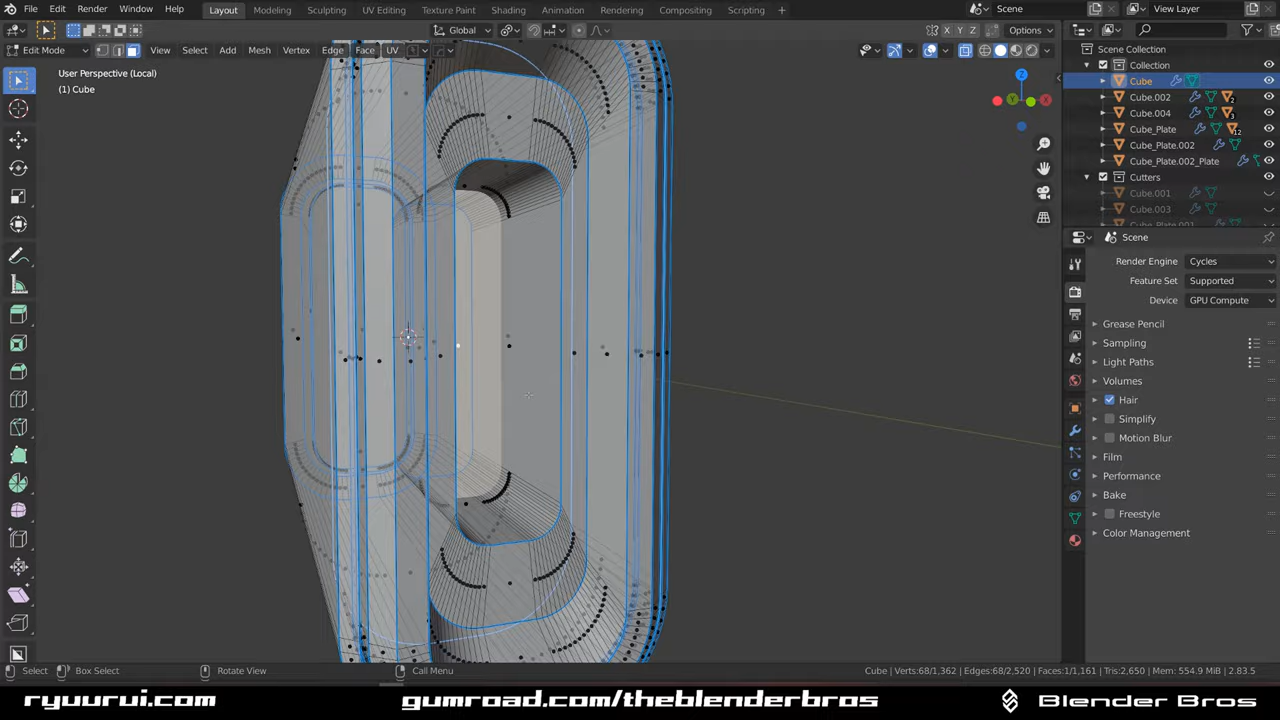 File Edit Render Window Help Layout Modeling Sculpting UV Editing Texture Paint Shading Animation Rendering Compositing Scripting + Scene View Layer
Global X Y Z Options
Edit Mode View Select Add Mesh Vertex Edge Face UV
User Perspective (Local)
(1) Cube
Z
Y
X
Scene Collection
Collection
Cube
Cube.002 2
Cube.004 3
Cube_Plate 12
Cube_Plate.002
Cube_Plate.002_Plate
Cutters
Cube.001
Cube.003
Cube_Plate.001
Scene
Render Engine Cycles
Feature Set Supported
Device GPU Compute
Grease Pencil
Sampling
Light Paths
Volumes
Hair
Simplify
Motion Blur
Film
Performance
Bake
Freestyle
Color Management
Select Box Select Rotate View Call Menu Cube | Verts:68/1,362 | Edges:68/2,520 | Faces:1/1,161 | Tris:2,650 | Mem: 554.9 MiB | 2.83.5
ryuurui.com gumroad.com/theblenderbros Blender Bros